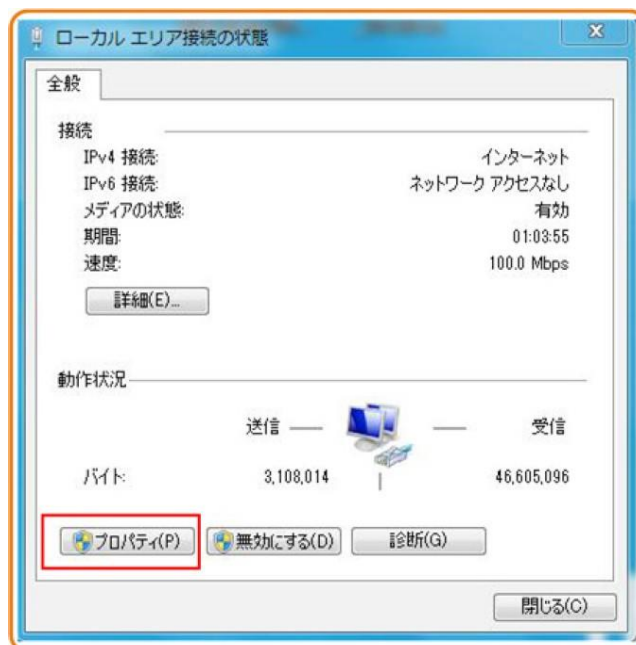 ローカル エリア接続の状態
全般
接続
IPv4 接続: インターネット
IPv6 接続: ネットワーク アクセスなし
メディアの状態: 有効
期間: 01:03:55
速度: 100.0 Mbps
詳細(E)...
動作状況
送信 受信
バイト: 3,108,014 46,605,096
プロパティ(P) 無効にする(D) 診断(G)
閉じる(C)